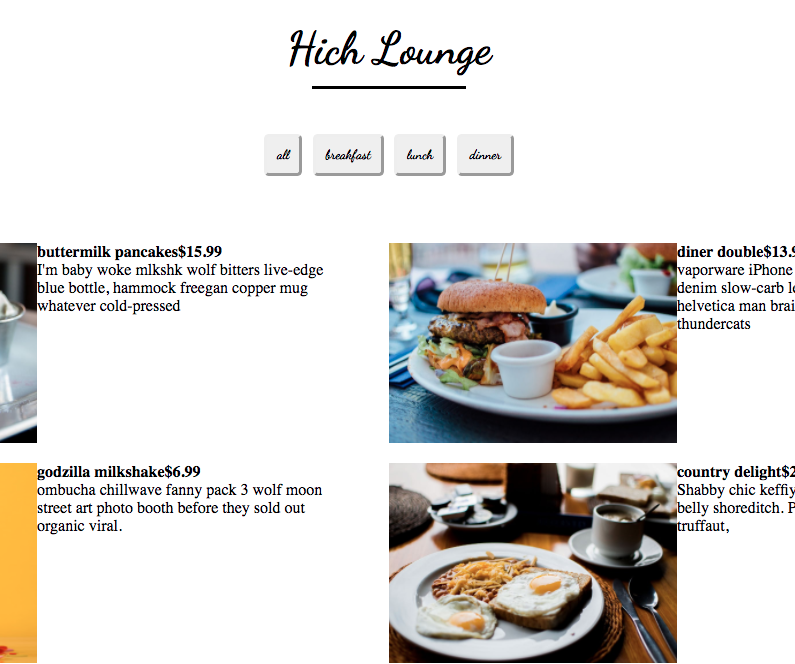 Hich Lounge
all
breakfast
lunch
dinner
buttermilk pancakes$15.99
I'm baby woke mlkshk wolf bitters live-edge
blue bottle, hammock freegan copper mug
whatever cold-pressed
diner double$13.9
vaporware iPhone
denim slow-carb
helvetica man
thundercats
godzilla milkshake$6.99
ombucha chillwave fanny pack 3 wolf moon
street art photo booth before they sold out
organic viral.
country delight$2
Shabby chic
belly shoreditch. P
truffaut,